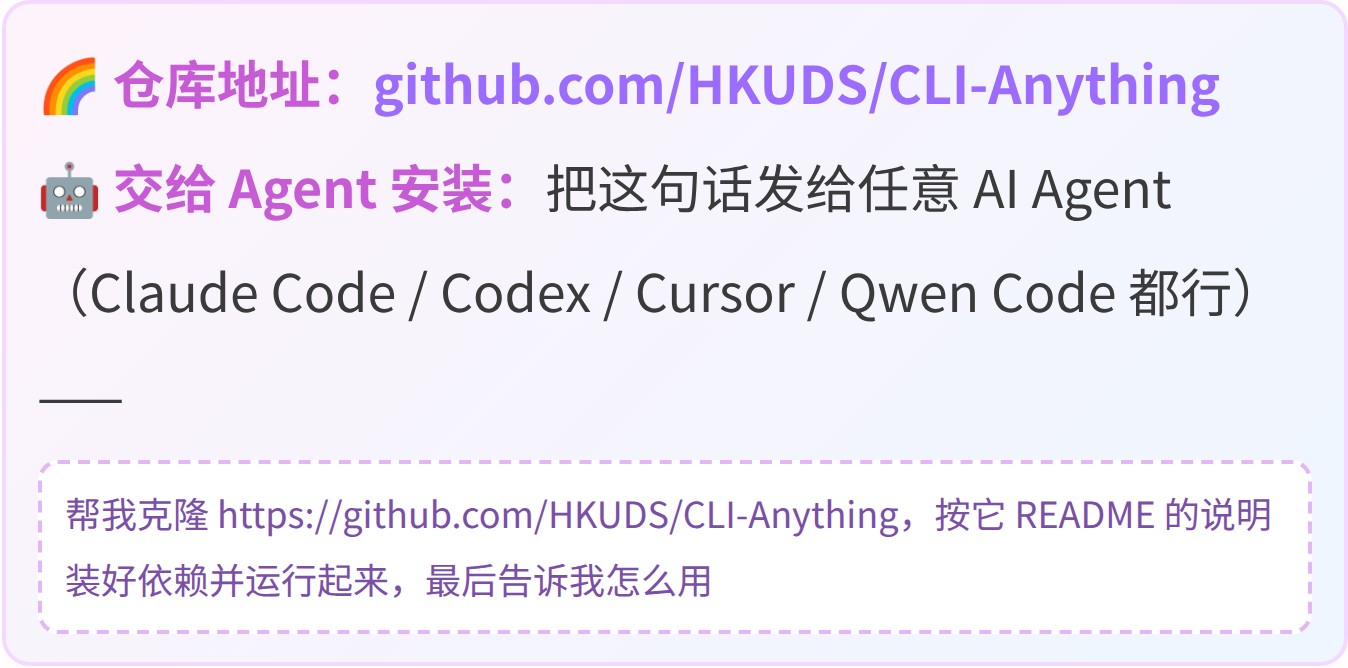 🌈 仓库地址：github.com/HKUDS/CLI-Anything
🤖 交给 Agent 安装：把这句话发给任意 AI Agent
（Claude Code / Codex / Cursor / Qwen Code 都行）
——
帮我克隆 https://github.com/HKUDS/CLI-Anything，按它 README 的说明
装好依赖并运行起来，最后告诉我怎么用